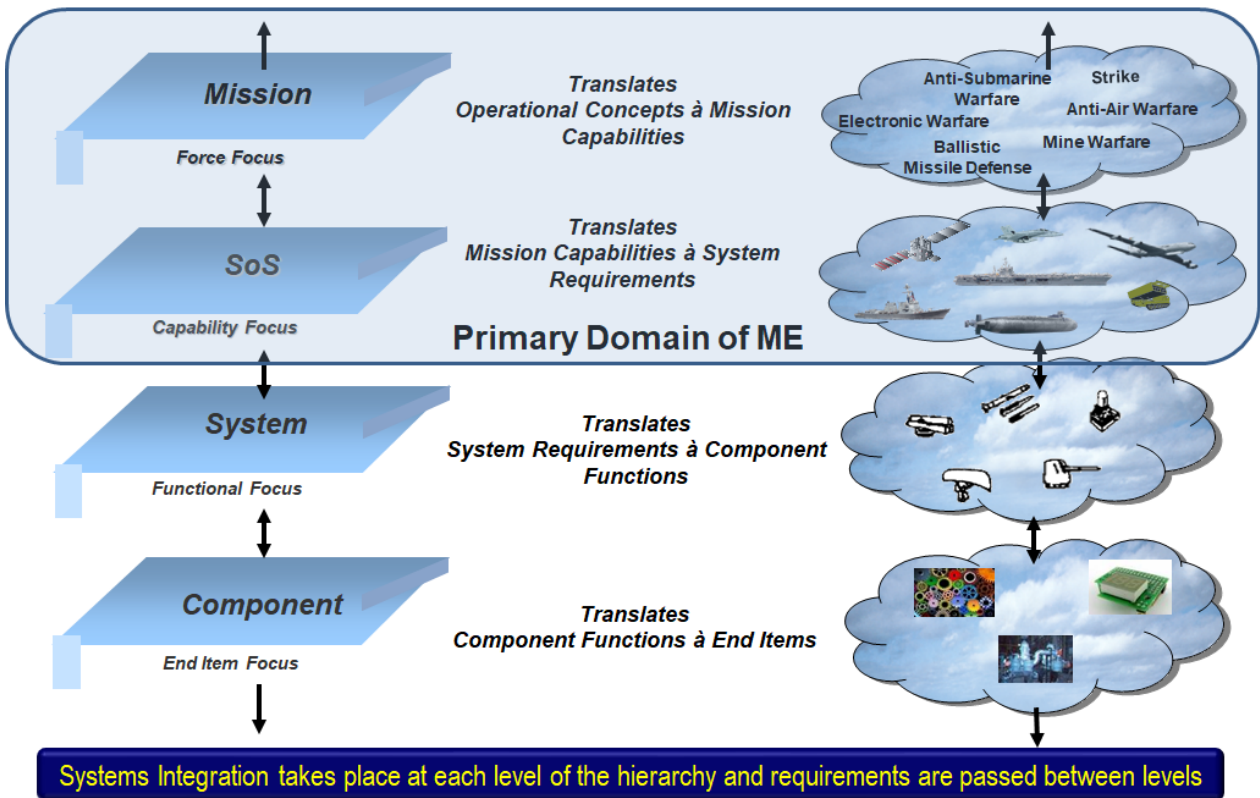 Mission
Force Focus
Translates
Operational Concepts à Mission
Capabilities
Anti-Submarine
Warfare
Strike
Electronic Warfare
Anti-Air Warfare
Ballistic
Missile Defense
Mine Warfare
SoS
Capability Focus
Translates
Mission Capabilities à System
Requirements
Primary Domain of ME
System
Functional Focus
Translates
System Requirements à Component
Functions
Component
End Item Focus
Translates
Component Functions à End Items
Systems Integration takes place at each level of the hierarchy and requirements are passed between levels